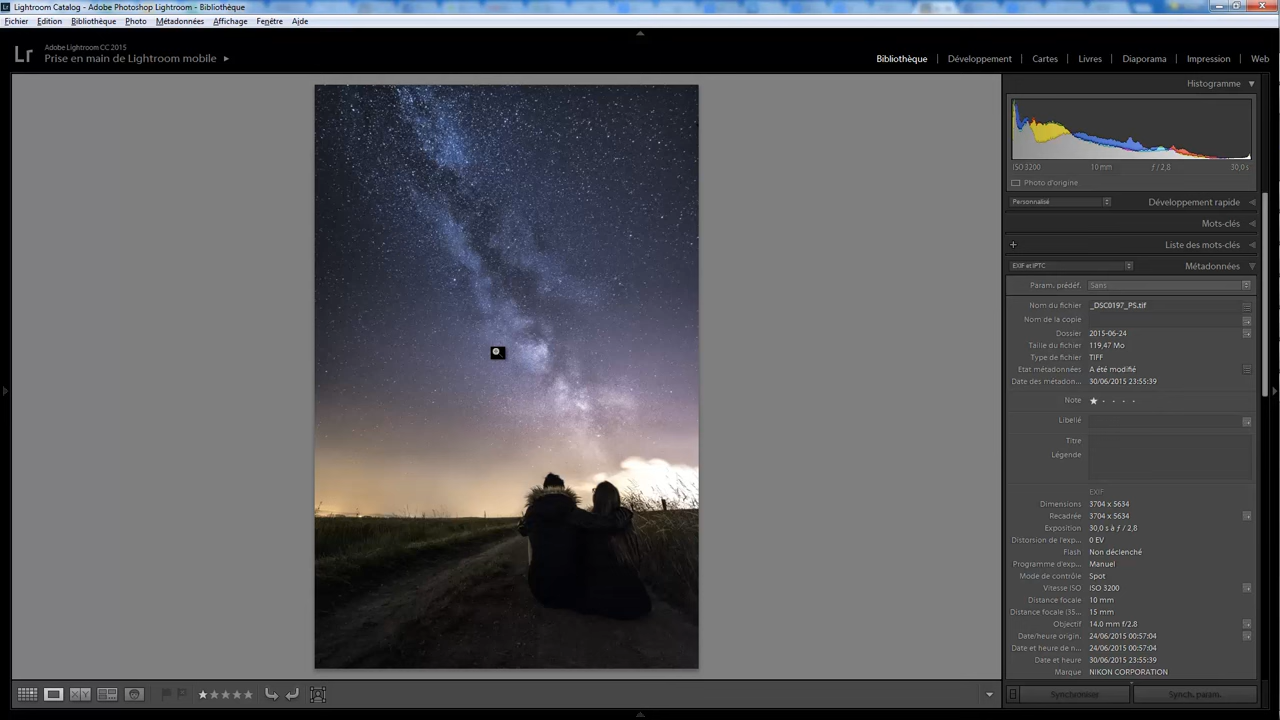 Lightroom Catalog - Adobe Photoshop Lightroom - Bibliothèque
Fichier Edition Bibliothèque Photo Métadonnées Affichage Fenêtre Aide
Lr
Adobe Lightroom CC 2015
Prise en main de Lightroom mobile
Bibliothèque | Développement | Cartes | Livres | Diaporama | Impression | Web
Histogramme
ISO 3200 10 mm ƒ / 2,8 30,0 s
Photo d'origine
Personnalisé Développement rapide
Mots-clés
+ Liste des mots-clés
EXIF et IPTC Métadonnées
Param. prédéf. Sans
Nom du fichier _DSC0197_PS.tif
Nom de la copie
Dossier 2015-06-24
Taille du fichier 119,47 Mo
Type de fichier TIFF
Etat métadonnées A été modifié
Date des métadon... 30/06/2015 23:55:39
Note ★ · · · ·
Libellé
Titre
Légende
EXIF
Dimensions 3704 x 5634
Recadrée 3704 x 5634
Exposition 30,0 s à ƒ / 2,8
Distorsion de l'exp... 0 EV
Flash Non déclenché
Programme d'exp... Manuel
Mode de contrôle Spot
Vitesse ISO ISO 3200
Distance focale 10 mm
Distance focale (35... 15 mm
Objectif 14.0 mm f/2.8
Date/heure origin. 24/06/2015 00:57:04
Date et heure de n... 24/06/2015 00:57:04
Date et heure 30/06/2015 23:55:39
Marque NIKON CORPORATION
XY
Synchroniser Synch. param.